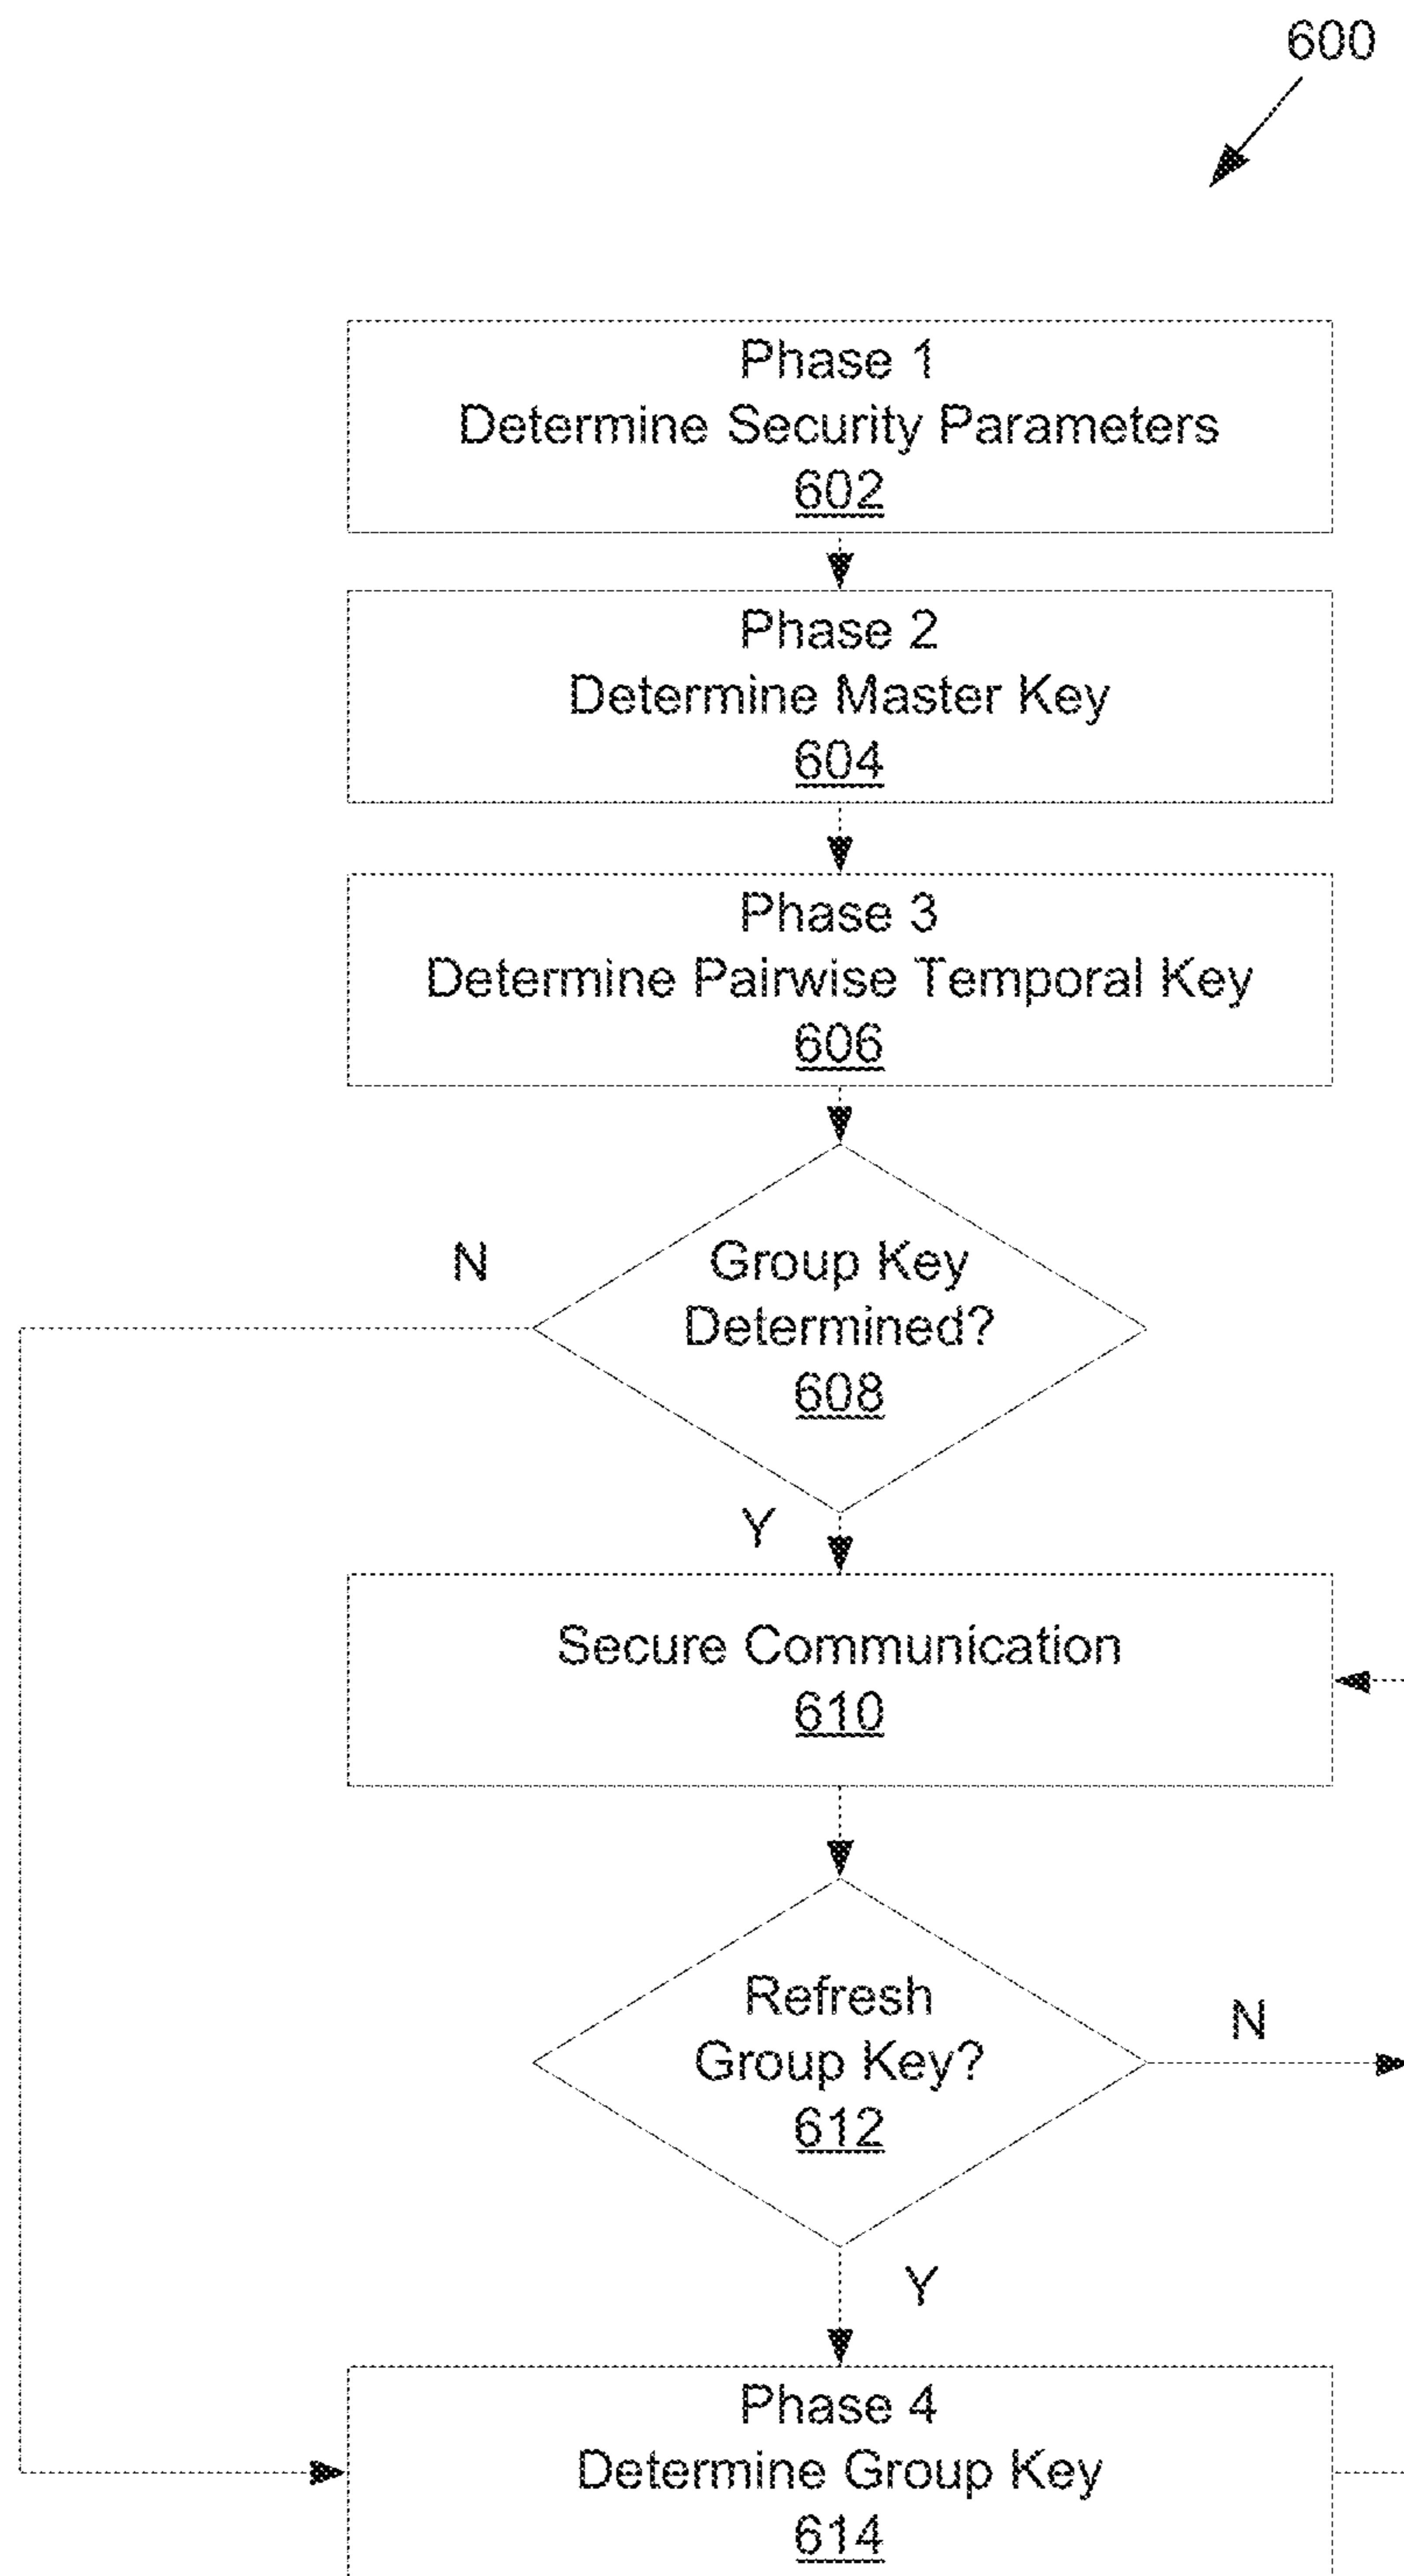 600
Phase 1
Determine Security Parameters
602
Phase 2
Determine Master Key
604
Phase 3
Determine Pairwise Temporal Key
606
N
Group Key
Determined?
608
Y
Secure Communication
610
Refresh
Group Key?
612
N
Y
Phase 4
Determine Group Key
614